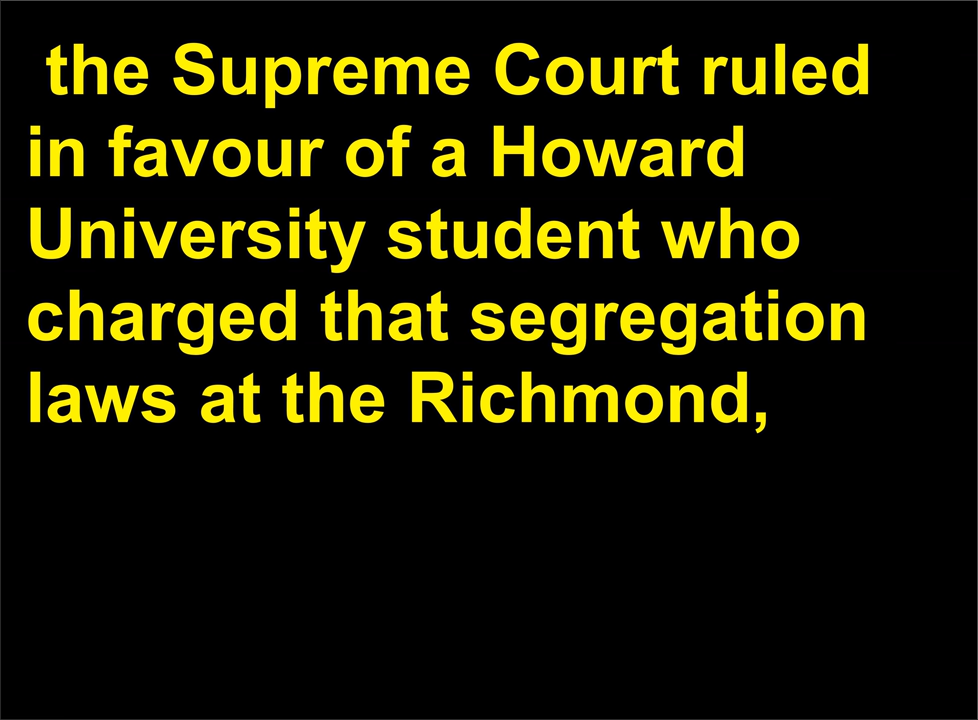 the Supreme Court ruled
in favour of a Howard
University student who
charged that segregation
laws at the Richmond,